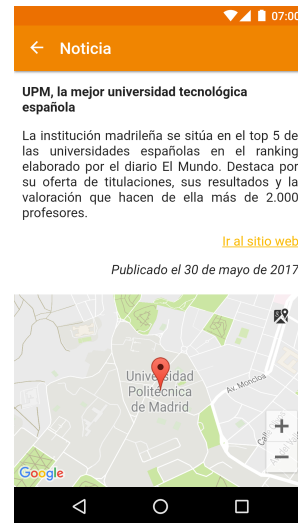 07:00
Noticia
UPM, la mejor universidad tecnológica
española
La institución madrileña se sitúa en el top 5 de
las universidades españolas en el ranking
elaborado por el diario El Mundo. Destaca por
su oferta de titulaciones, sus resultados y la
valoración que hacen de ella más de 2.000
profesores.
Ir al sitio web
Publicado el 30 de mayo de 2017
Universidad
Politécnica
de Madrid
Av. Moncloa
Calle
+
−
Google